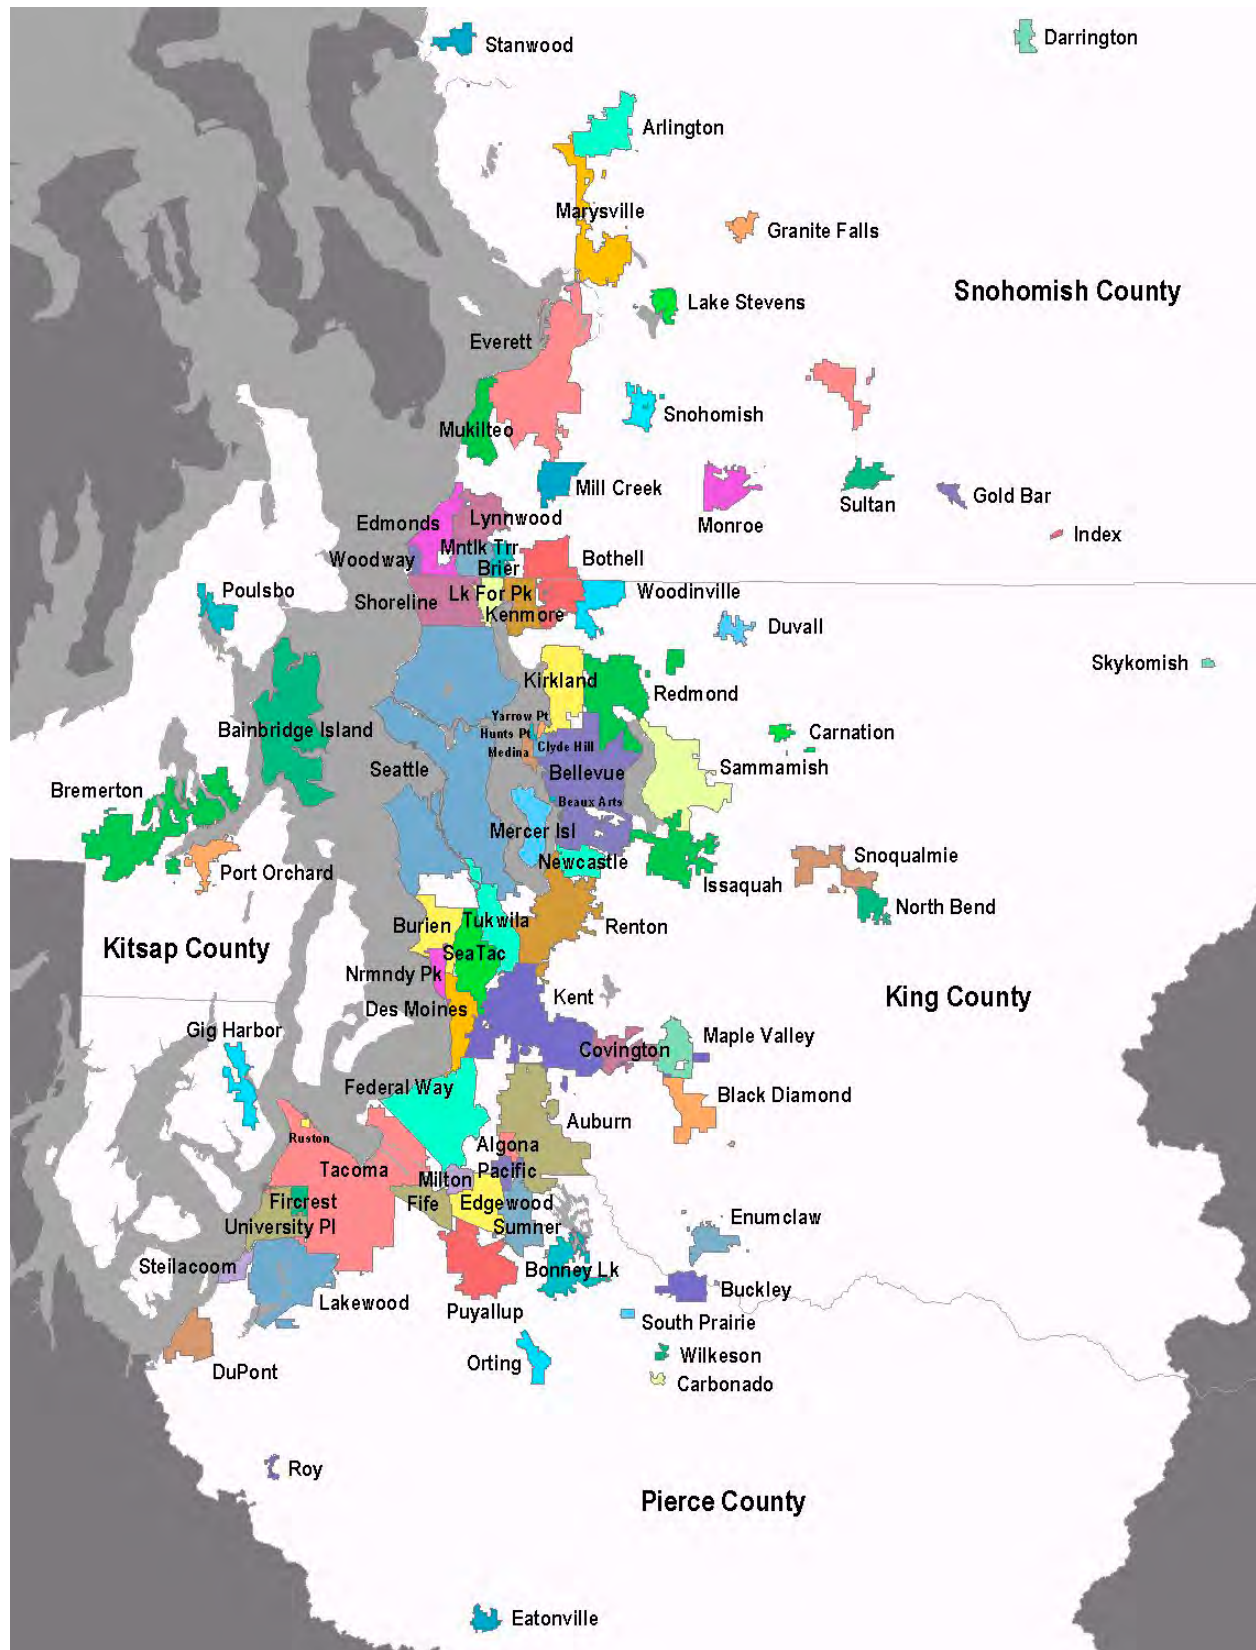 Stanwood
Darrington
Arlington
Marysville
Granite Falls
Snohomish County
Lake Stevens
Everett
Snohomish
Mukilteo
Mill Creek
Sultan
Gold Bar
Monroe
Index
Edmonds
Lynnwood
Mntlk Trr
Woodway
Brier
Bothell
Poulsbo
Shoreline
Lk For Pk
Kenmore
Woodinville
Duvall
Skykomish
Kirkland
Redmond
Bainbridge Island
Yarrow Pt
Hunts Pt
Medina
Clyde Hill
Carnation
Seattle
Bellevue
Sammamish
Bremerton
Beaux Arts
Mercer Isl
Newcastle
Port Orchard
Issaquah
Snoqualmie
North Bend
Burien
Tukwila
Renton
Kitsap County
SeaTac
Nrmndy Pk
Des Moines
Kent
King County
Gig Harbor
Covington
Maple Valley
Federal Way
Black Diamond
Auburn
Ruston
Algona
Tacoma
Milton
Pacific
Fircrest
Fife
Edgewood
University Pl
Sumner
Enumclaw
Steilacoom
Bonney Lk
Buckley
Lakewood
Puyallup
South Prairie
DuPont
Orting
Wilkeson
Carbonado
Roy
Pierce County
Eatonville